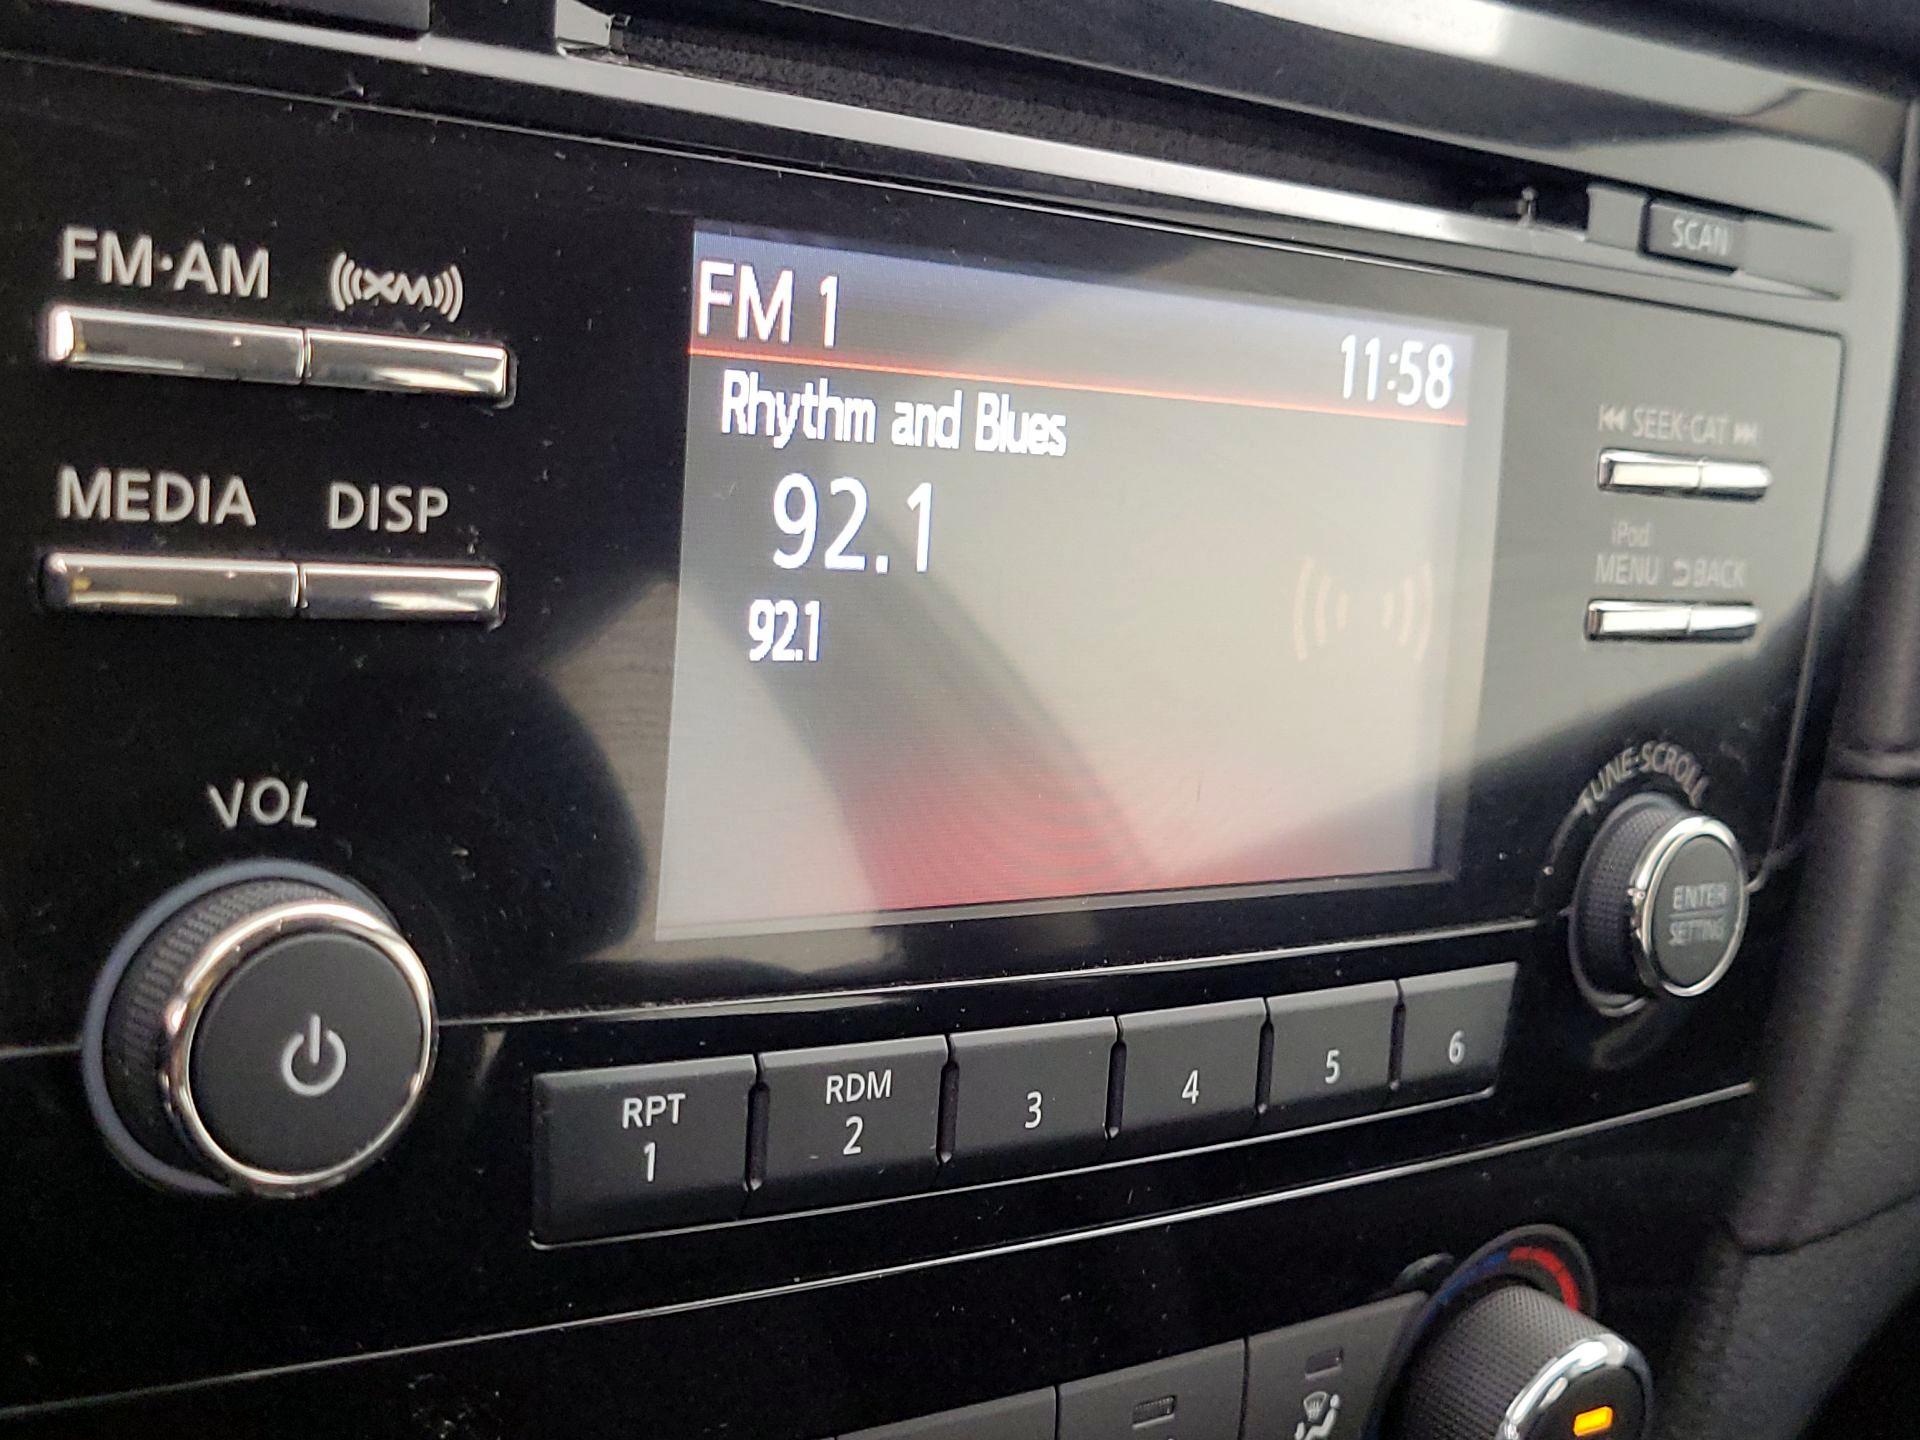 SCAN
FM·AM
((XM))
FM 1
11:58
Rhythm and Blues
92.1
92.1
SEEK·CAT
iPod
MENU BACK
MEDIA DISP
VOL
TUNE·SCROLL
ENTER
SETTING
RPT
1
RDM
2
3
4
5
6